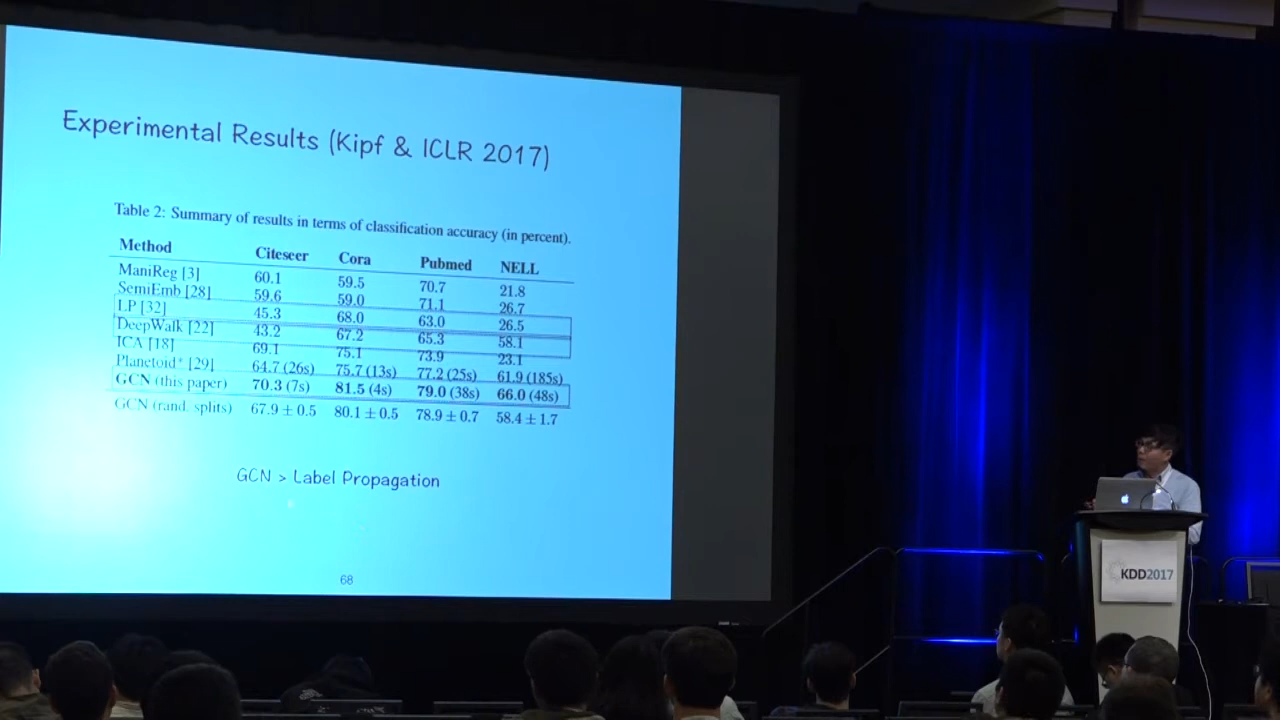 Experimental Results (Kipf & ICLR 2017)
Table 2: Summary of results in terms of classification accuracy (in percent).
Method Citeseer Cora Pubmed NELL
ManiReg [3] 60.1 59.5 70.7 21.8
SemiEmb [28] 59.6 59.0 71.1 26.7
LP [32] 45.3 68.0 63.0 26.5
DeepWalk [22] 43.2 67.2 65.3 58.1
ICA [18] 69.1 75.1 73.9 23.1
Planetoid* [29] 64.7 (26s) 75.7 (13s) 77.2 (25s) 61.9 (185s)
GCN (this paper) 70.3 (7s) 81.5 (4s) 79.0 (38s) 66.0 (48s)
GCN (rand. splits) 67.9 ± 0.5 80.1 ± 0.5 78.9 ± 0.7 58.4 ± 1.7
GCN > Label Propagation
68
KDD2017